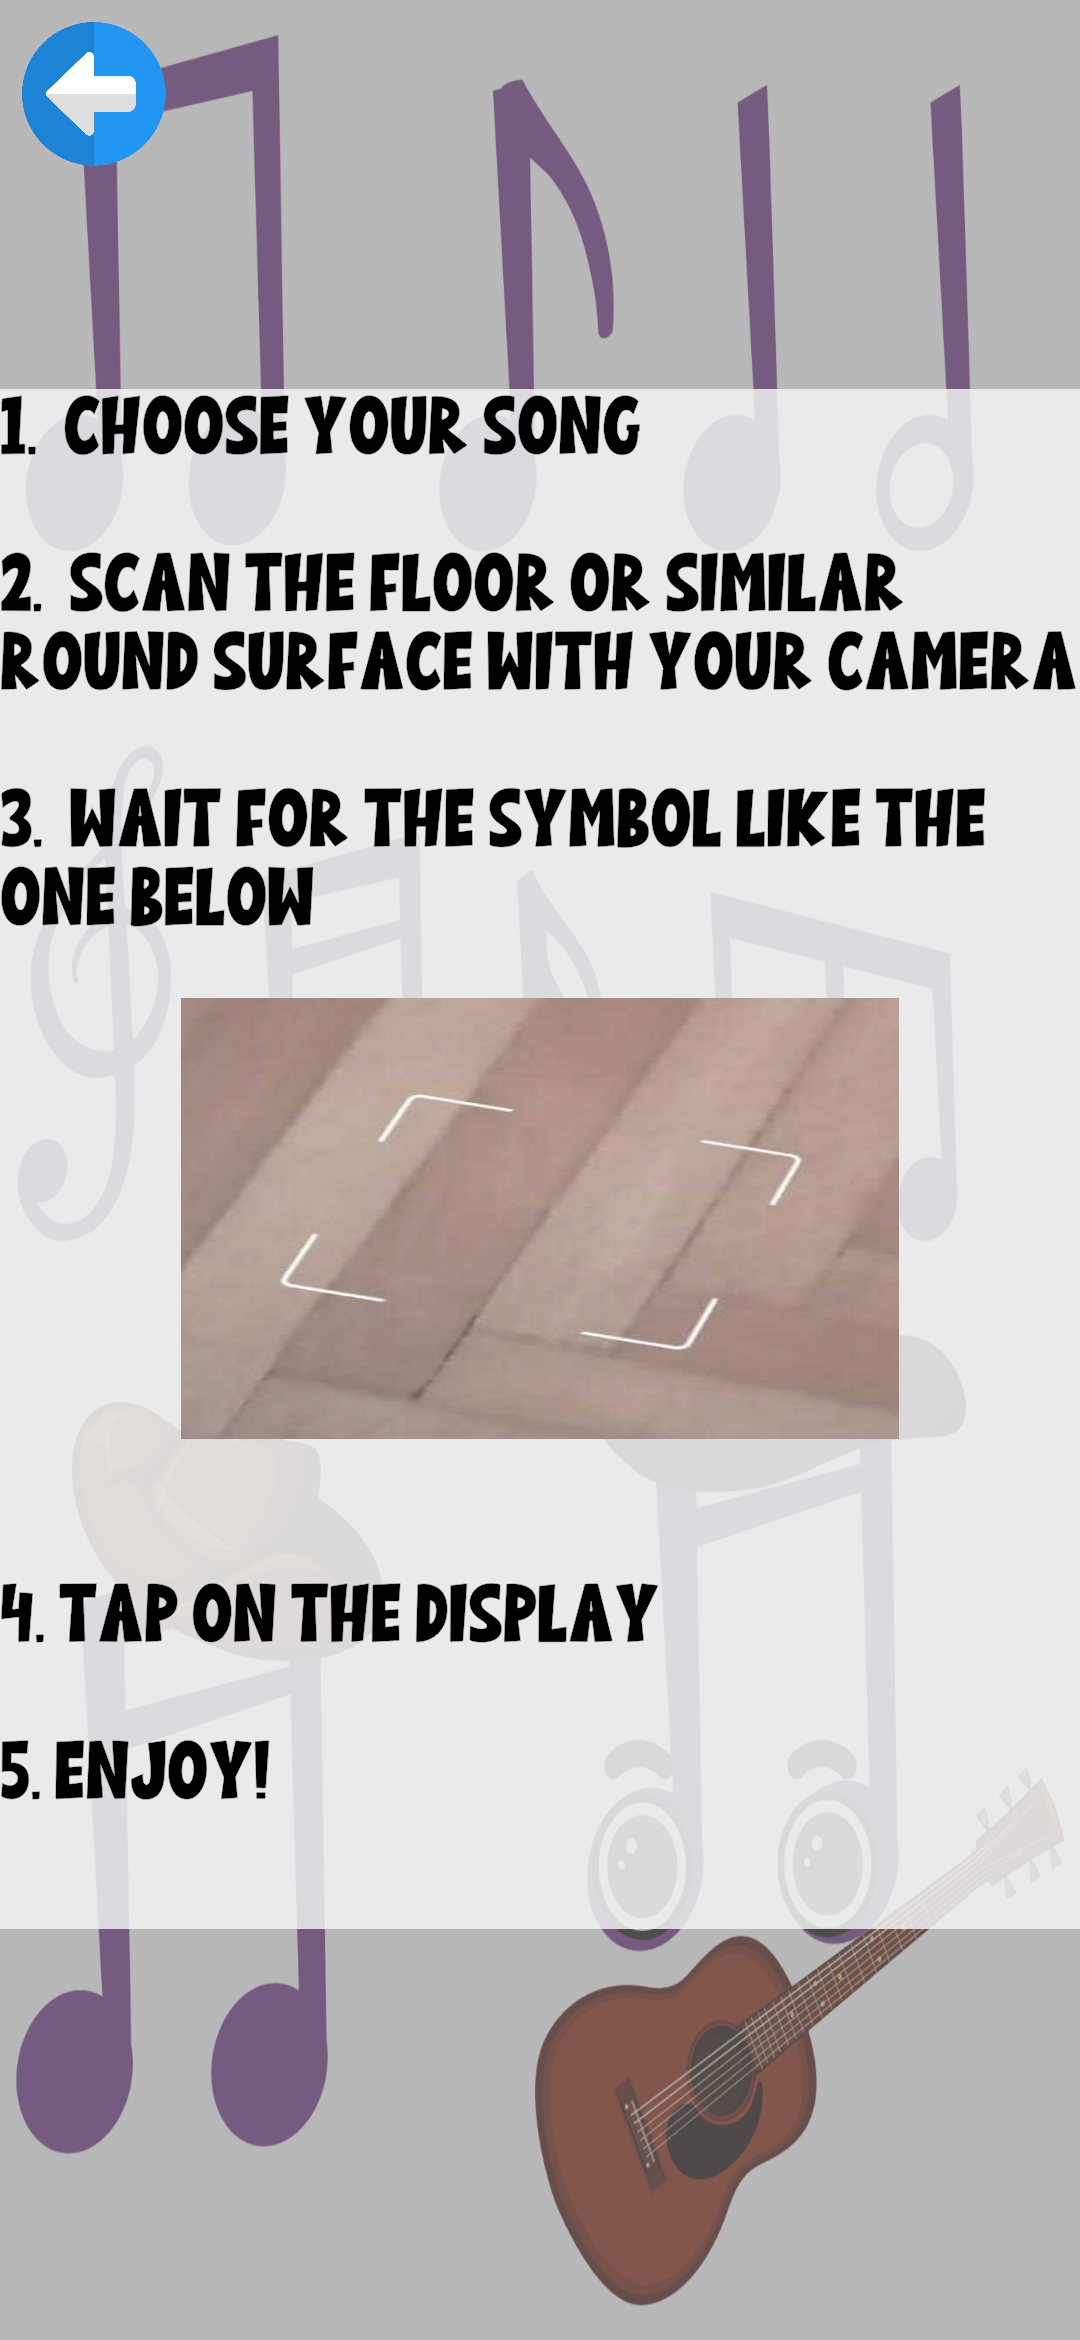 1. CHOOSE YOUR SONG
2. SCAN THE FLOOR OR SIMILAR
ROUND SURFACE WITH YOUR CAMERA
3. WAIT FOR THE SYMBOL LIKE THE
ONE BELOW
4. TAP ON THE DISPLAY
5. ENJOY!